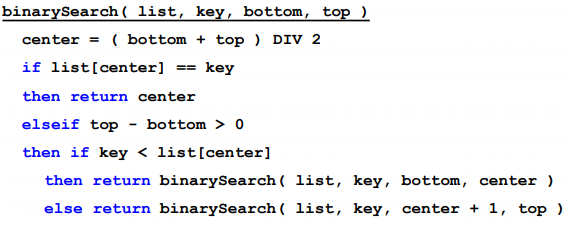 binarySearch( list, key, bottom, top )
center = ( bottom + top ) DIV 2
if list[center] == key
then return center
elseif top - bottom > 0
then if key < list[center]
then return binarySearch( list, key, bottom, center )
else return binarySearch( list, key, center + 1, top )